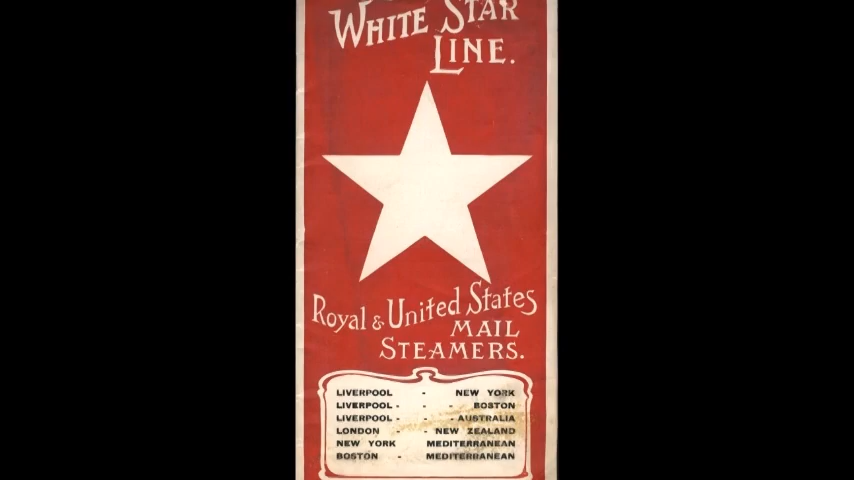 WHITE STAR
LINE.
Royal & United States
MAIL
STEAMERS.
LIVERPOOL - NEW YORK
LIVERPOOL - - - BOSTON
LIVERPOOL - - - AUSTRALIA
LONDON - - NEW ZEALAND
NEW YORK MEDITERRANEAN
BOSTON - MEDITERRANEAN